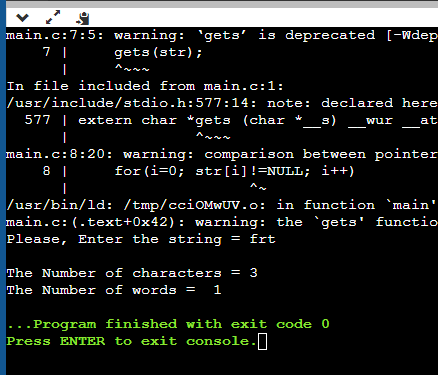 main.c:7:5: warning: ‘gets’ is deprecated [-Wdep
7 | gets(str);
| ^~~~
In file included from main.c:1:
/usr/include/stdio.h:577:14: note: declared here
577 | extern char *gets (char *__s) __wur __at
| ^~~~
main.c:8:20: warning: comparison between pointer
8 | for(i=0; str[i]!=NULL; i++)
| ^~
/usr/bin/ld: /tmp/cciOMwUV.o: in function `main'
main.c:(.text+0x42): warning: the `gets' functio
Please, Enter the string = frt
The Number of characters = 3
The Number of words =  1
...Program finished with exit code 0
Press ENTER to exit console.